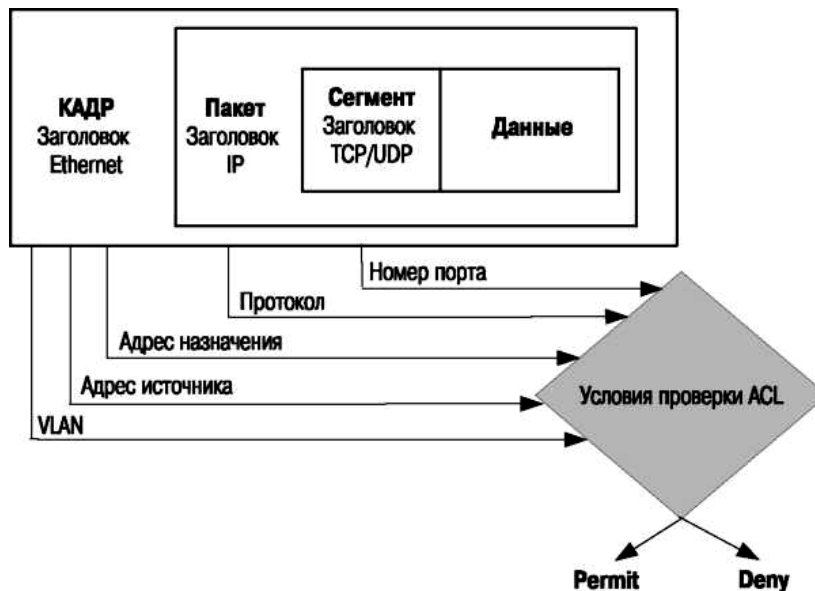 КАДР
Заголовок
Ethernet
Пакет
Заголовок
IP
Сегмент
Заголовок
TCP/UDP
Данные
Номер порта
Протокол
Адрес назначения
Адрес источника
VLAN
Условия проверки ACL
Permit
Deny